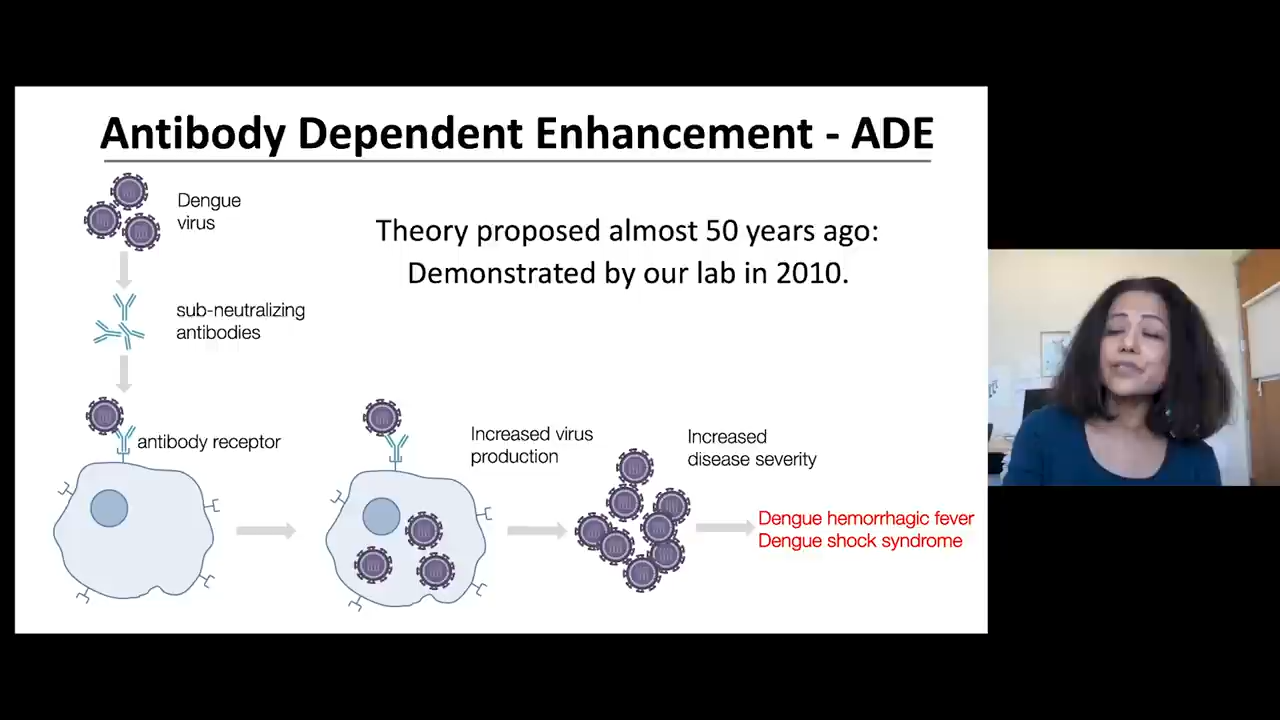 Antibody Dependent Enhancement - ADE
Dengue
virus
Theory proposed almost 50 years ago:
Demonstrated by our lab in 2010.
sub-neutralizing
antibodies
antibody receptor
Increased virus
production
Increased
disease severity
Dengue hemorrhagic fever
Dengue shock syndrome